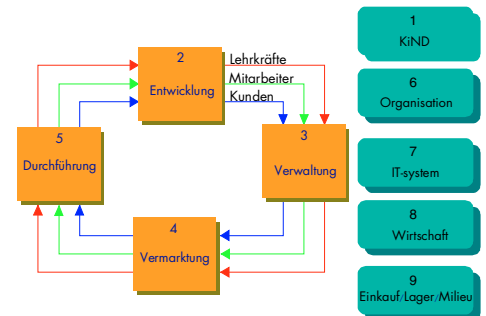 2
Entwicklung
Lehrkräfte
Mitarbeiter
Kunden
3
Verwaltung
4
Vermarktung
5
Durchführung
1
KiND
6
Organisation
7
IT-system
8
Wirtschaft
9
Einkauf/Lager/Milieu